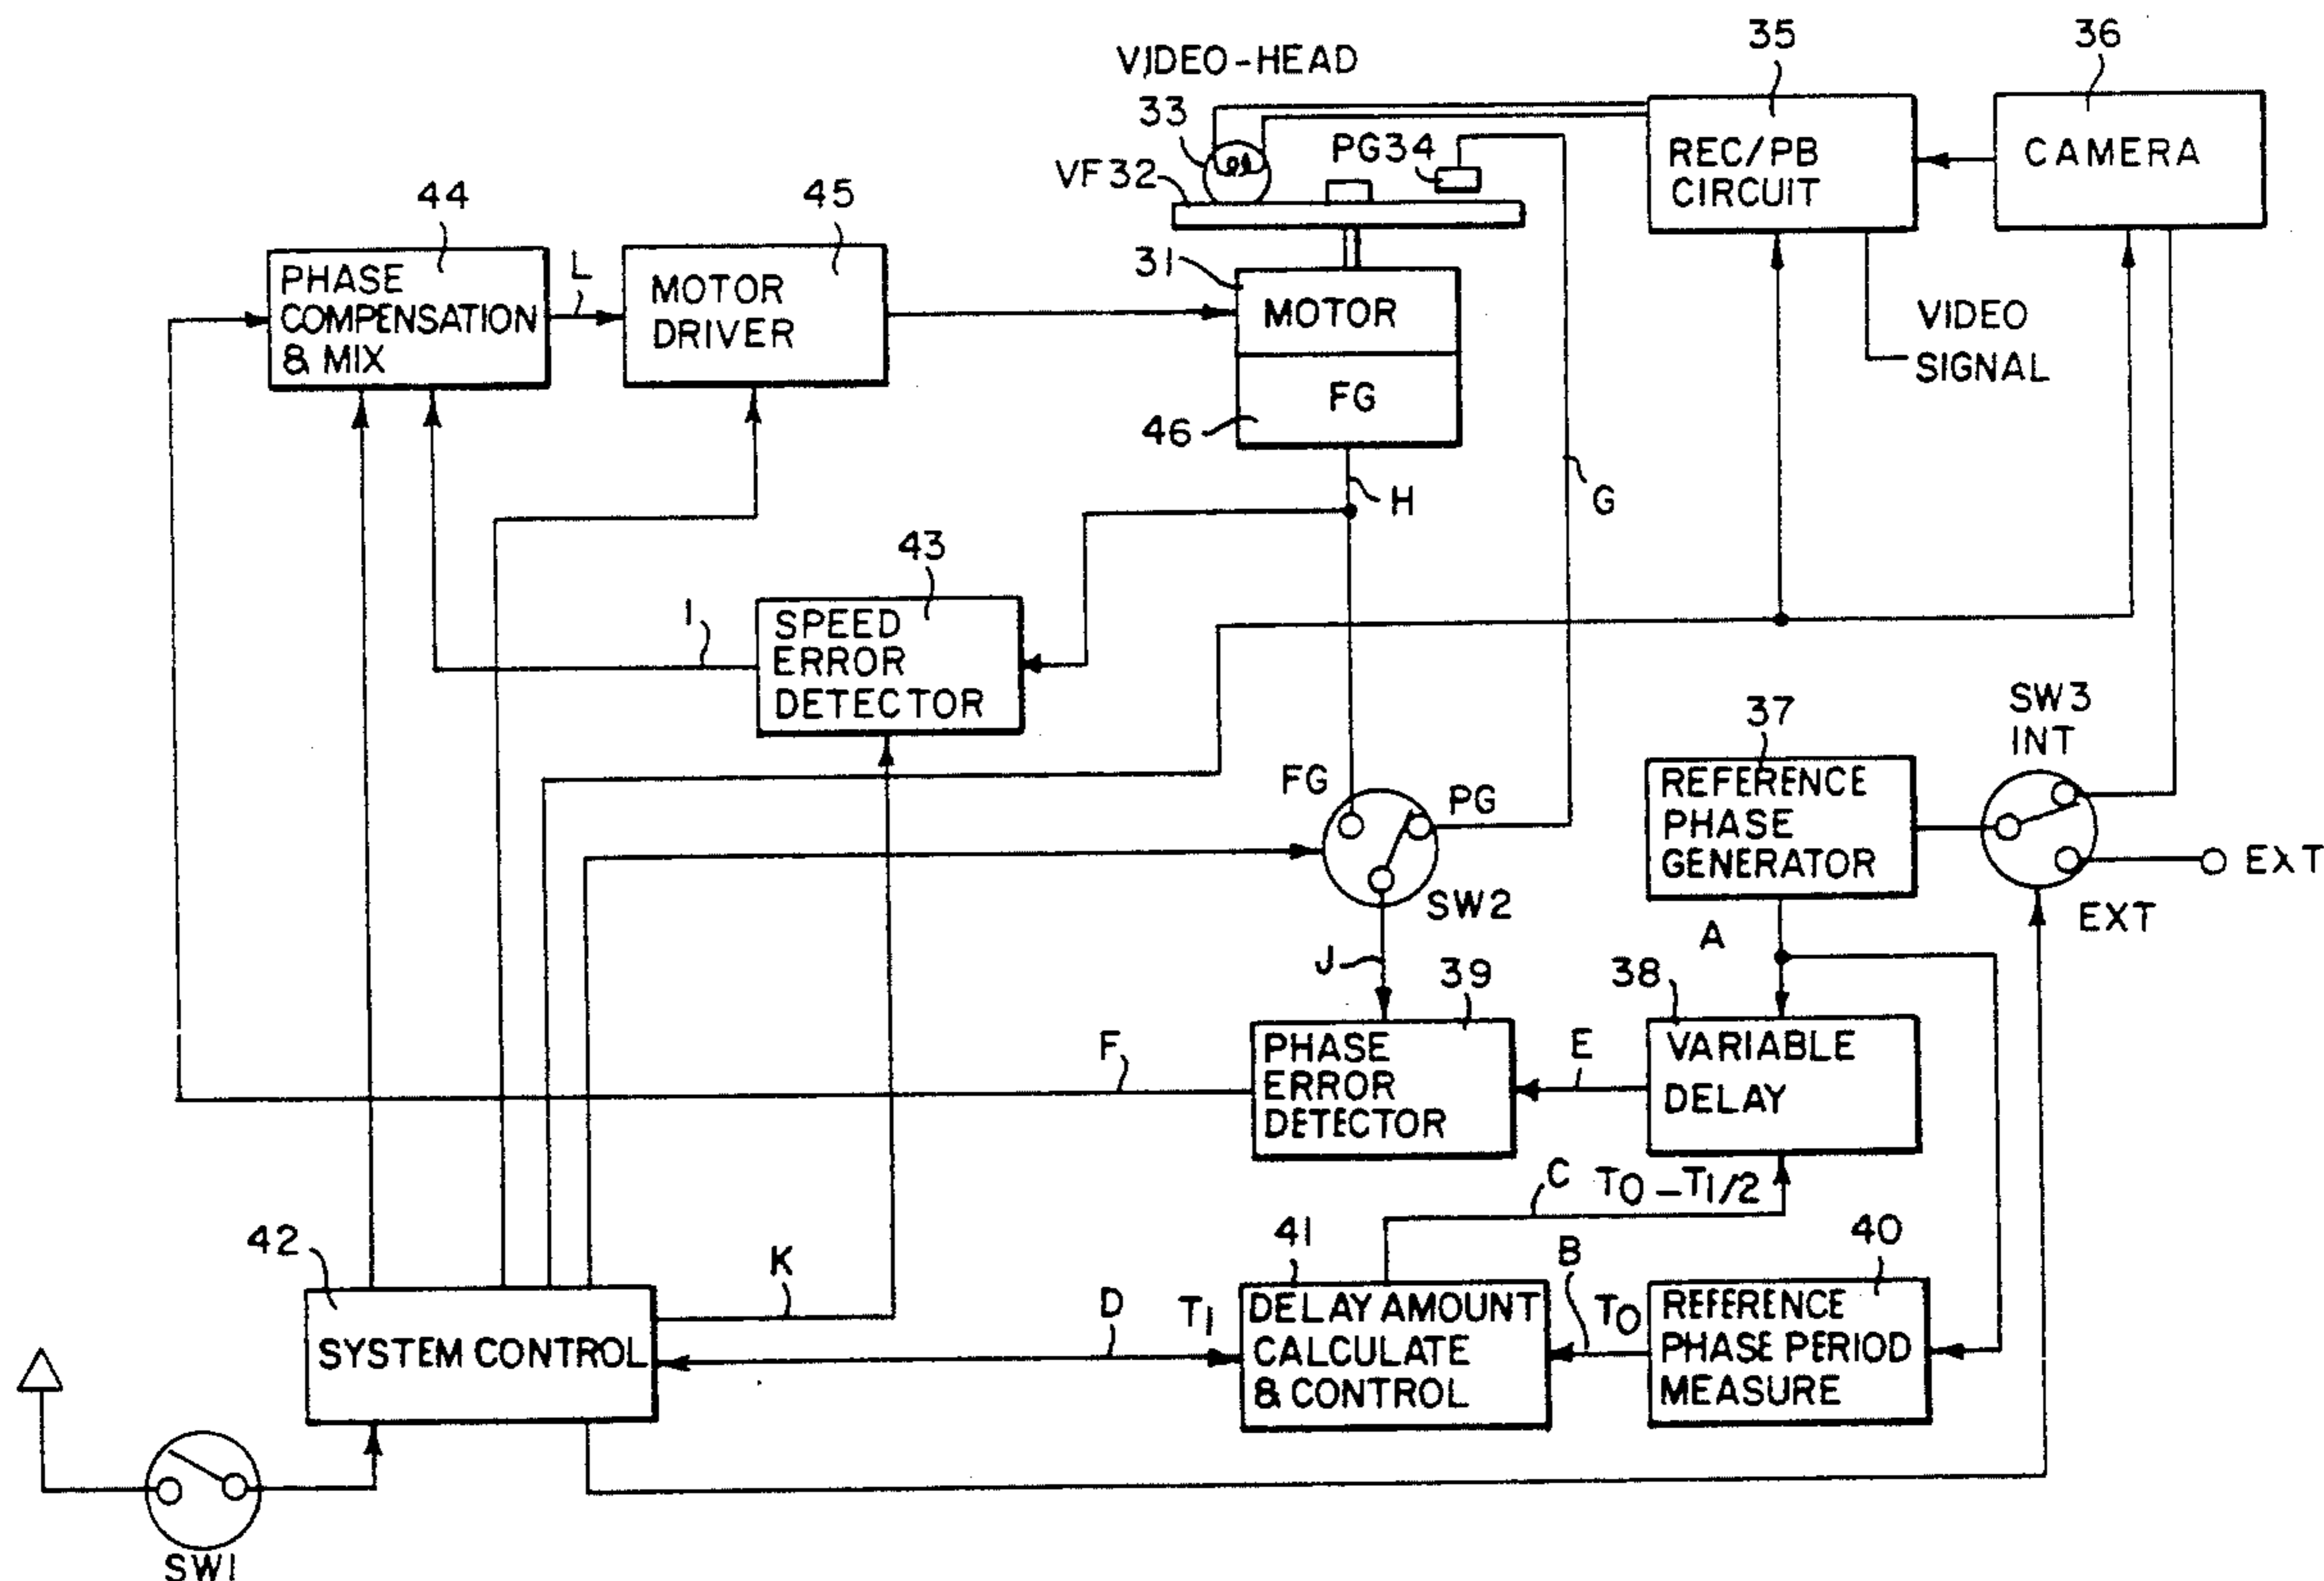 35
36
VIDEO-HEAD
33
PG34
REC/PB
CIRCUIT
CAMERA
VF32
44
45
31
PHASE
COMPENSATION
& MIX
L
MOTOR
DRIVER
MOTOR
VIDEO
SIGNAL
FG
46
H
G
43
I
SPEED
ERROR
DETECTOR
SW3
INT
37
FG
PG
REFERENCE
PHASE
GENERATOR
EXT
SW2
EXT
A
J
39
38
F
PHASE
ERROR
DETECTOR
E
VARIABLE
DELAY
C
T0-T1/2
42
41
40
K
B
D
T1
DELAY AMOUNT
CALCULATE
& CONTROL
T0
REFERENCE
PHASE PERIOD
MEASURE
SYSTEM CONTROL
SW1